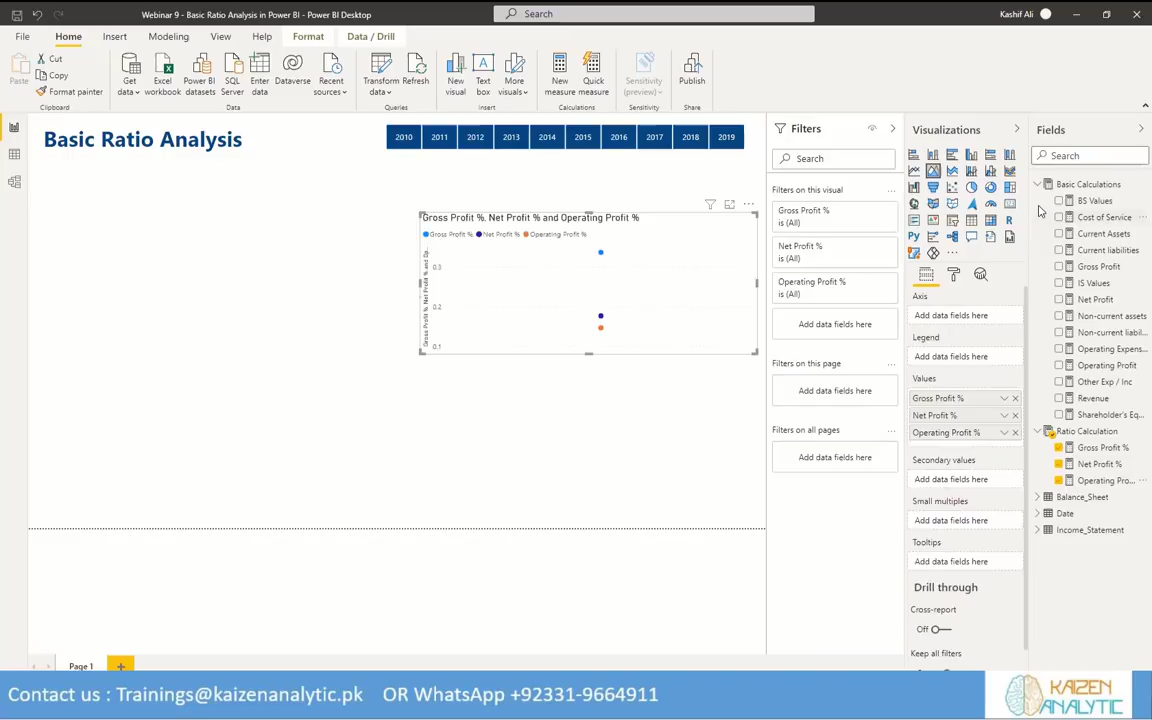 Webinar 9 - Basic Ratio Analysis in Power BI - Power BI Desktop
Search
Kashif Ali
File
Home
Insert
Modeling
View
Help
Format
Data / Drill
Paste
Cut
Copy
Format painter
Get data
Excel workbook
Power BI datasets
SQL Server
Enter data
Dataverse
Recent sources
Transform data
Refresh
New visual
Text box
More visuals
New measure
Quick measure
Sensitivity (preview)
Publish
Clipboard
Data
Queries
Insert
Calculations
Sensitivity
Share
Basic Ratio Analysis
2010
2011
2012
2013
2014
2015
2016
2017
2018
2019
Gross Profit %, Net Profit % and Operating Profit %
Gross Profit %
Net Profit %
Operating Profit %
Gross Profit %, Net Profit % and Op...
0.3
0.2
0.1
Filters
Search
Filters on this visual
...
Gross Profit %
is (All)
Net Profit %
is (All)
Operating Profit %
is (All)
Add data fields here
Filters on this page
...
Add data fields here
Filters on all pages
...
Add data fields here
Visualizations
R
Py
...
Axis
Add data fields here
Legend
Add data fields here
Values
Gross Profit %
Net Profit %
Operating Profit %
Secondary values
Add data fields here
Small multiples
Add data fields here
Tooltips
Add data fields here
Drill through
Cross-report
Off
Keep all filters
Fields
Search
Basic Calculations
BS Values
Cost of Service
Current Assets
Current liabilities
Gross Profit
IS Values
Net Profit
Non-current assets
Non-current liabil...
Operating Expens...
Operating Profit
Other Exp / Inc
Revenue
Shareholder's Eq...
Ratio Calculation
Gross Profit %
Net Profit %
Operating Pro...
Balance_Sheet
Date
Income_Statement
Page 1
Contact us : Trainings@kaizenanalytic.pk OR WhatsApp +92331-9664911
KAIZEN
ANALYTIC